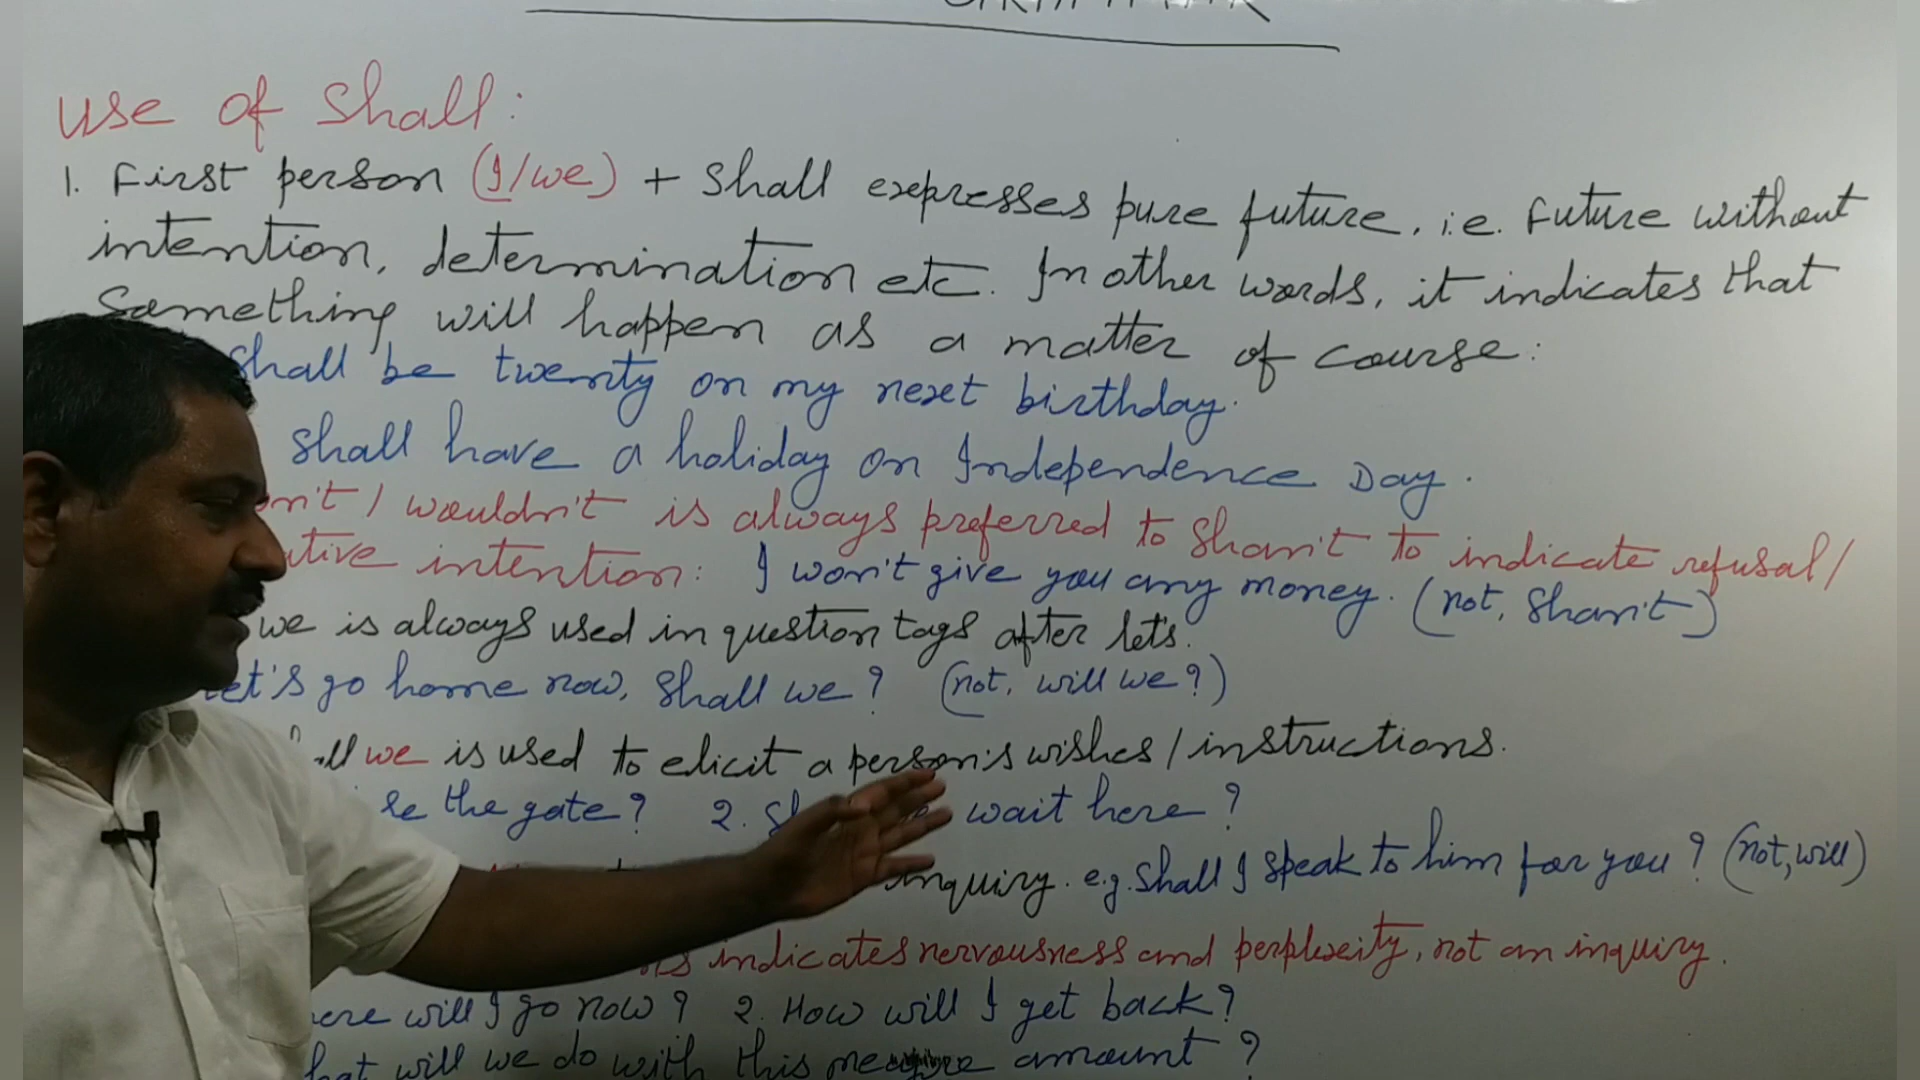 Use of Shall:
1. First person (I/we) + Shall expresses pure future, i.e. Future without
intention, determination etc. In other words, it indicates that
Something will happen as a matter of course:
Shall be twenty on my next birthday.
Shall have a holiday on Independence Day.
wouldn't is always preferred to Shan't to indicate refusal/
intention: I won't give you any money. (not, Shan't)
we is always used in question tags after let's.
Let's go home now, Shall we? (not, will we?)
we is used to elicit a person's wishes/instructions.
the gate? 2. wait here?
inquiry. e.g. Shall I speak to him for you? (not, will)
indicates nervousness and perplexity, not an inquiry.
will I go now? 2. How will I get back?
will we do with this amount?